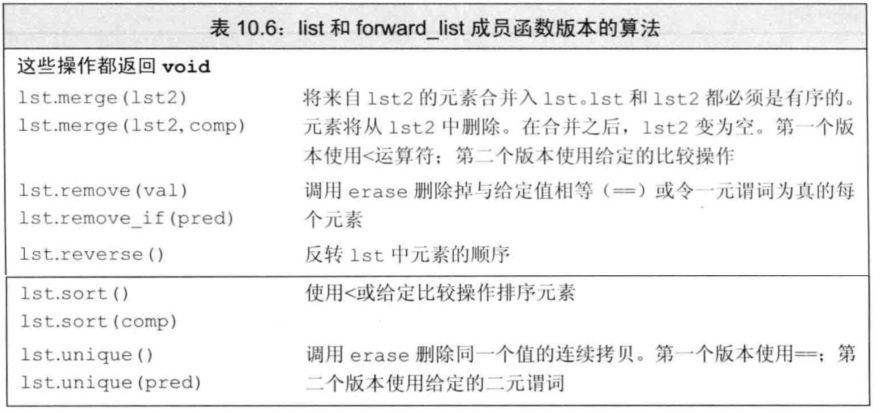 表 10.6：list 和 forward_list 成员函数版本的算法
这些操作都返回 void
lst.merge(lst2) 将来自 lst2 的元素合并入 lst。lst 和 lst2 都必须是有序的。
lst.merge(lst2,comp) 元素将从 lst2 中删除。在合并之后，lst2 变为空。第一个版
本使用<运算符；第二个版本使用给定的比较操作
lst.remove(val) 调用 erase 删除掉与给定值相等（==）或令一元谓词为真的每
lst.remove_if(pred) 个元素
lst.reverse() 反转 lst 中元素的顺序
lst.sort() 使用<或给定比较操作排序元素
lst.sort(comp)
lst.unique() 调用 erase 删除同一个值的连续拷贝。第一个版本使用==；第
lst.unique(pred) 二个版本使用给定的二元谓词